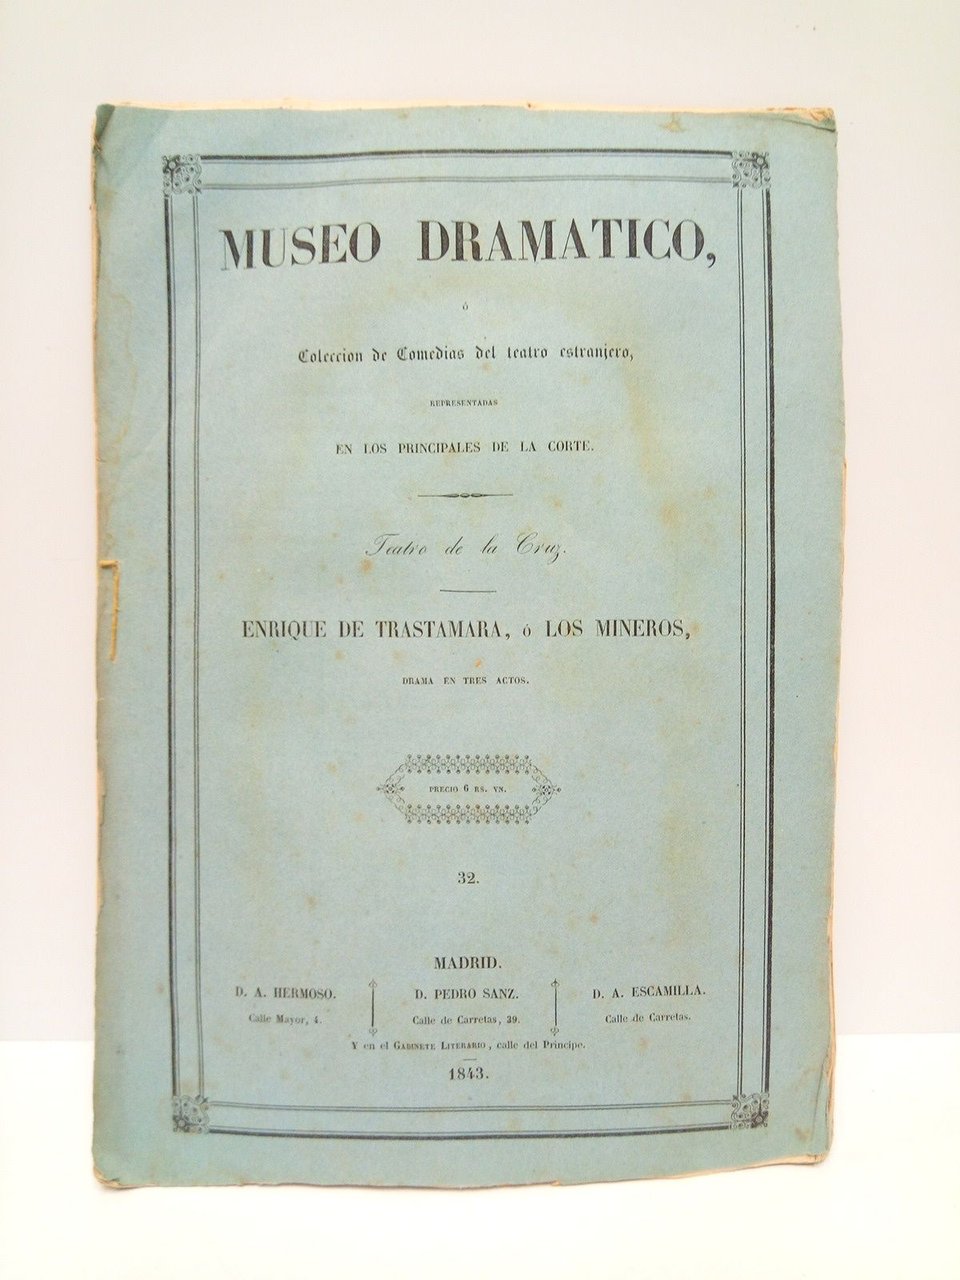 MUSEO DRAMATICO,
ó
Coleccion de Comedias del teatro estranjero,
REPRESENTADAS
EN LOS PRINCIPALES DE LA CORTE.
Teatro de la Cruz.
ENRIQUE DE TRASTAMARA, ó LOS MINEROS,
DRAMA EN TRES ACTOS.
PRECIO 6 RS. VN.
32.
MADRID.
D. A. HERMOSO. D. PEDRO SANZ. D. A. ESCAMILLA.
Calle Mayor, 4. Calle de Carretas, 39. Calle de Carretas.
Y en el GABINETE LITERARIO, calle del Principe.
1843.